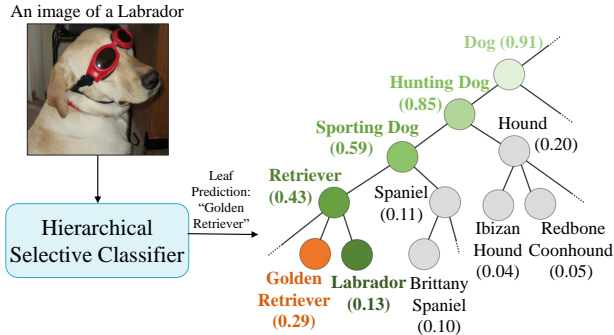 An image of a Labrador
Dog (0.91)
Hunting Dog
(0.85)
Sporting Dog
(0.59)
Hound
(0.20)
Leaf
Prediction:
"Golden
Retriever"
Retriever
(0.43)
Spaniel
(0.11)
Hierarchical
Selective Classifier
Golden
Retriever
(0.29)
Labrador
(0.13)
Brittany
Spaniel
(0.10)
Ibizan
Hound
(0.04)
Redbone
Coonhound
(0.05)